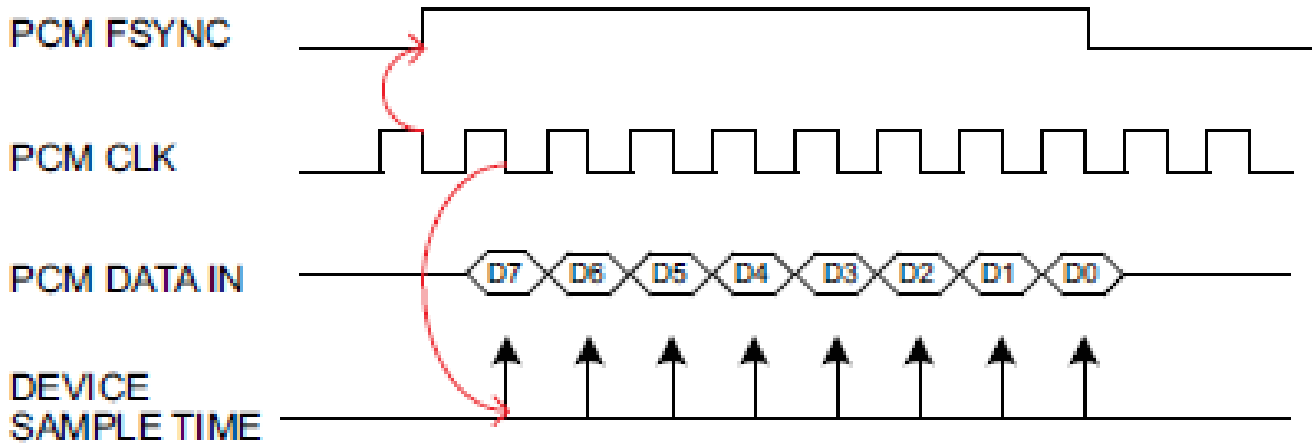 PCM FSYNC
PCM CLK
PCM DATA IN
D7 D6 D5 D4 D3 D2 D1 D0
DEVICE
SAMPLE TIME